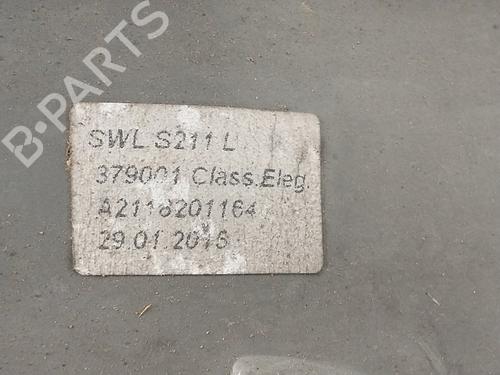 B-PARTS
SWL S211 L
379001 Class.Eleg.
A2118201164
29.01.2015